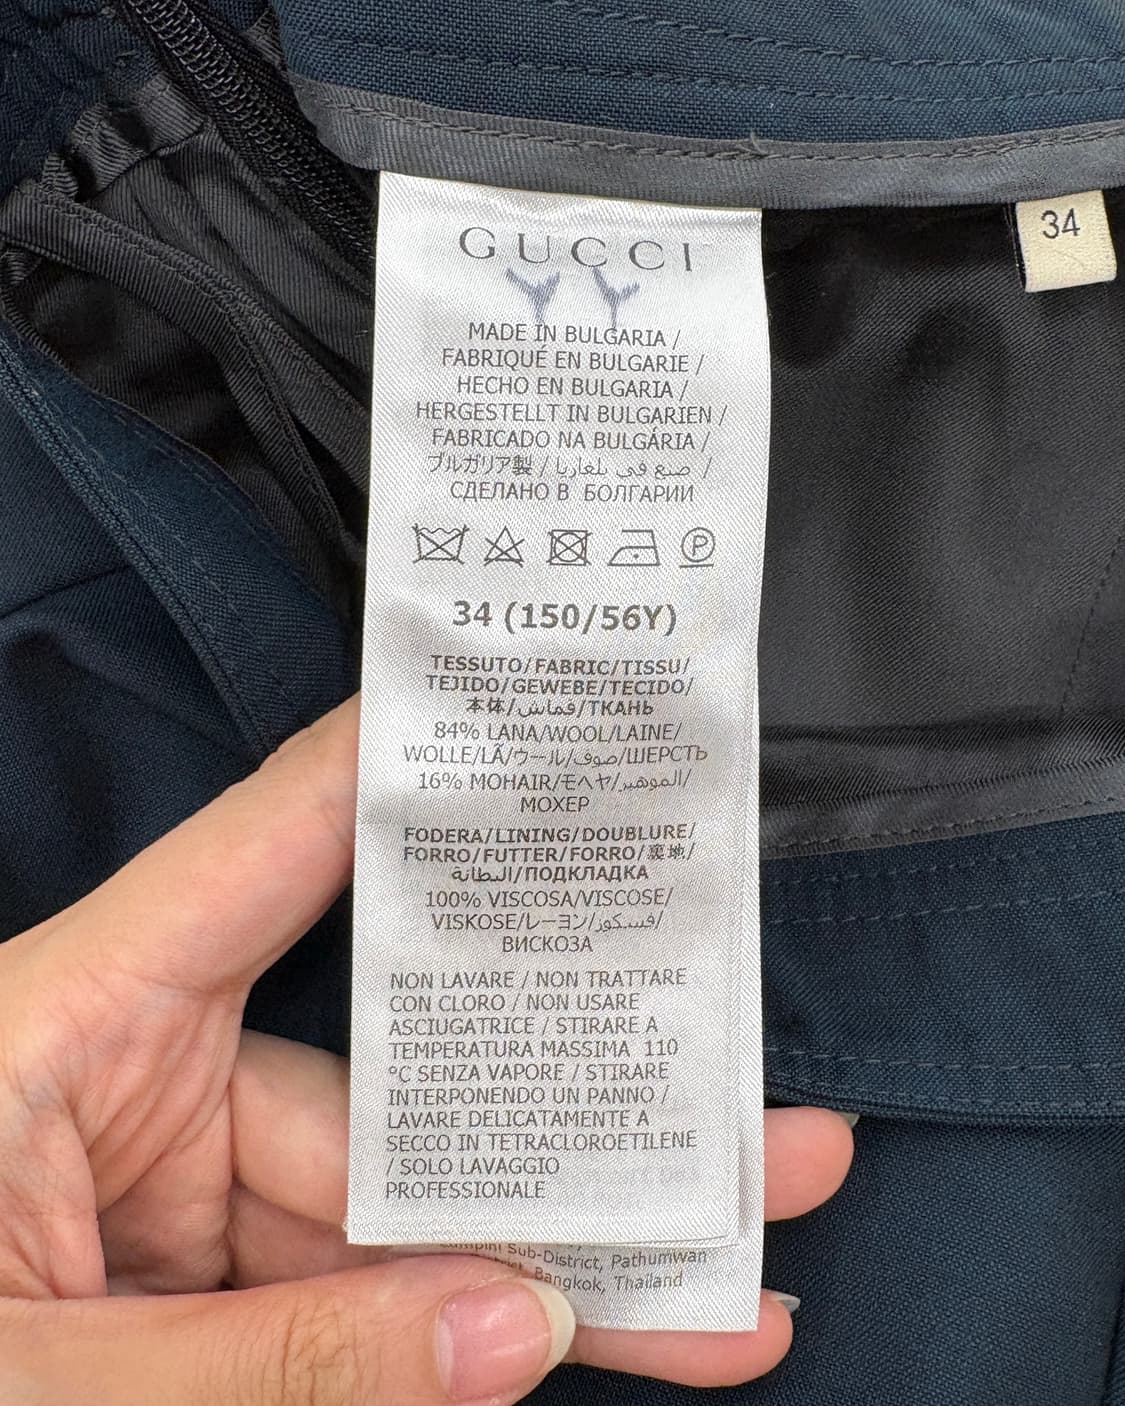 GUCCI
34
MADE IN BULGARIA /
FABRIQUÉ EN BULGARIE /
HECHO EN BULGARIA /
HERGESTELLT IN BULGARIEN /
FABRICADO NA BULGÁRIA /
ブルガリア製 / صنع في بلغاريا /
СДЕЛАНО В БОЛГАРИИ
P
34 (150/56Y)
TESSUTO/FABRIC/TISSU/
TEJIDO/GEWEBE/TECIDO/
本体/قماش/ТКАНЬ
84% LANA/WOOL/LAINE/
WOLLE/LÃ/ウール/صوف/ШЕРСТЬ
16% MOHAIR/モヘヤ/الموهير/
МОХЕР
FODERA/LINING/DOUBLURE/
FORRO/FUTTER/FORRO/裏地/
البطانة/ПОДКЛАДКА
100% VISCOSA/VISCOSE/
VISKOSE/レーヨン/فسكوز/
ВИСКОЗА
NON LAVARE / NON TRATTARE
CON CLORO / NON USARE
ASCIUGATRICE / STIRARE A
TEMPERATURA MASSIMA 110
°C SENZA VAPORE / STIRARE
INTERPONENDO UN PANNO /
LAVARE DELICATAMENTE A
SECCO IN TETRACLOROETILENE
/ SOLO LAVAGGIO
PROFESSIONALE
Sub-District, Pathumwan
Bangkok, Thailand